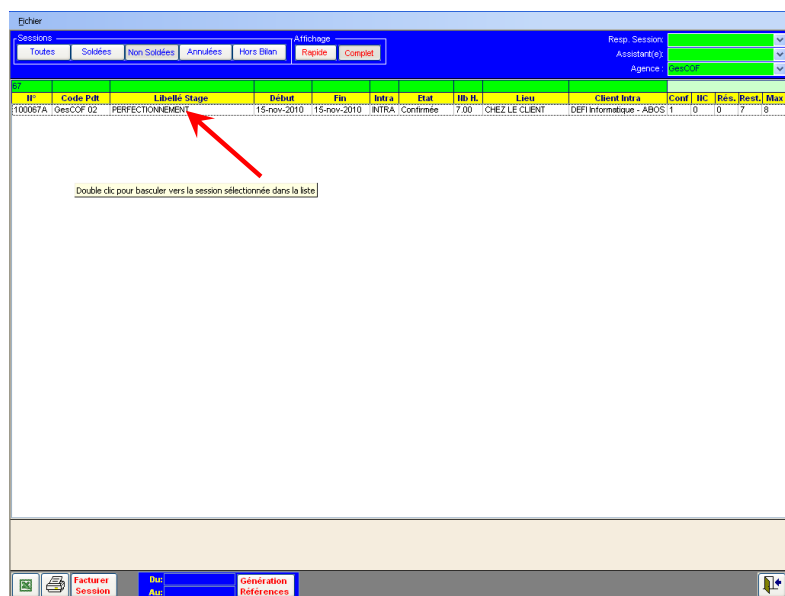 Fichier
Sessions
Toutes Soldées Non Soldées Annulées Hors Bilan
Affichage
Rapide Complet
Resp. Session:
Assistant(e):
Agence : GesCOF
67
N° Code Pdt Libellé Stage Début Fin Intra Etat Nb H. Lieu Client Intra Conf NC Rés. Rest. Max
100067A GesCOF 02 PERFECTIONNEMENT 15-nov-2010 15-nov-2010 INTRA Confirmée 7.00 CHEZ LE CLIENT DEFI Informatique - ABOS 1 0 0 7 8
Double clic pour basculer vers la session sélectionnée dans la liste
Facturer
Session
Du:
Au:
Génération
Références